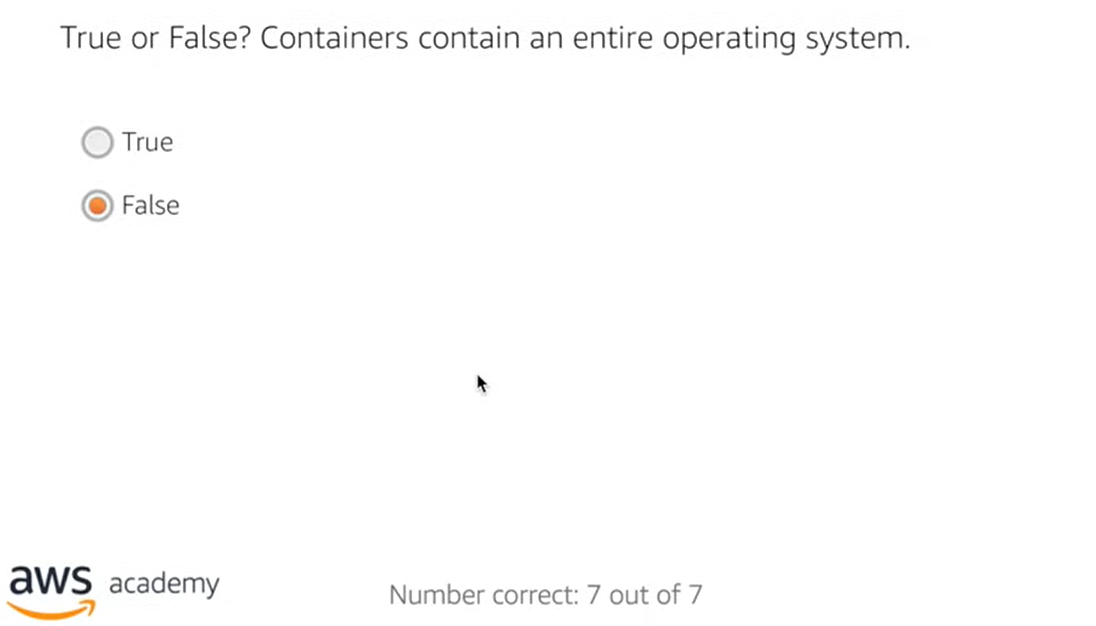 True or False? Containers contain an entire operating system.
True
False
aws academy
Number correct: 7 out of 7